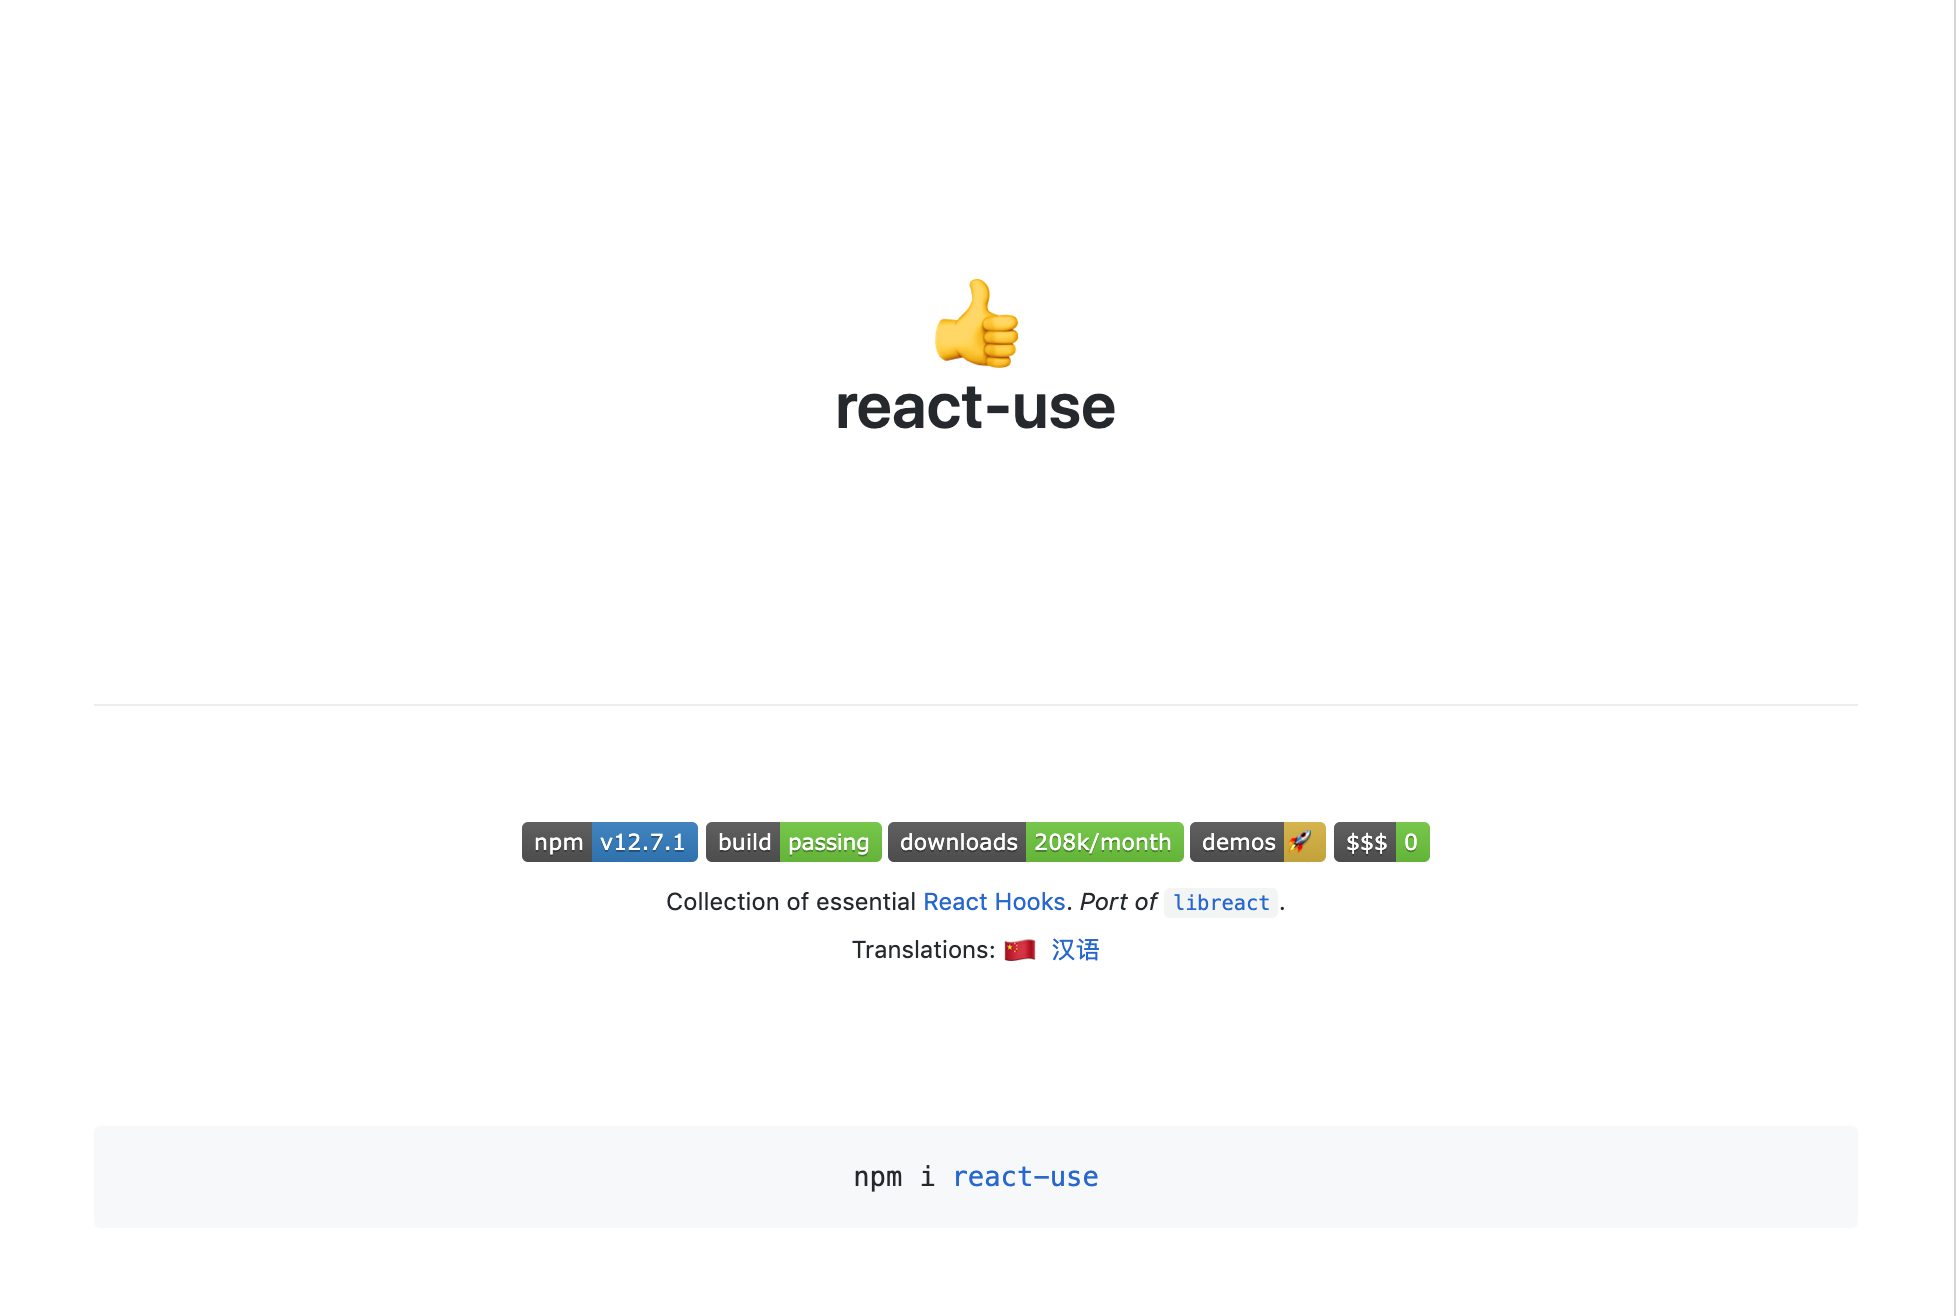 react-use
npm v12.7.1 build passing downloads 208k/month demos 🚀 $$$ 0
Collection of essential React Hooks. Port of libreact.
Translations: 🇨🇳 汉语
npm i react-use